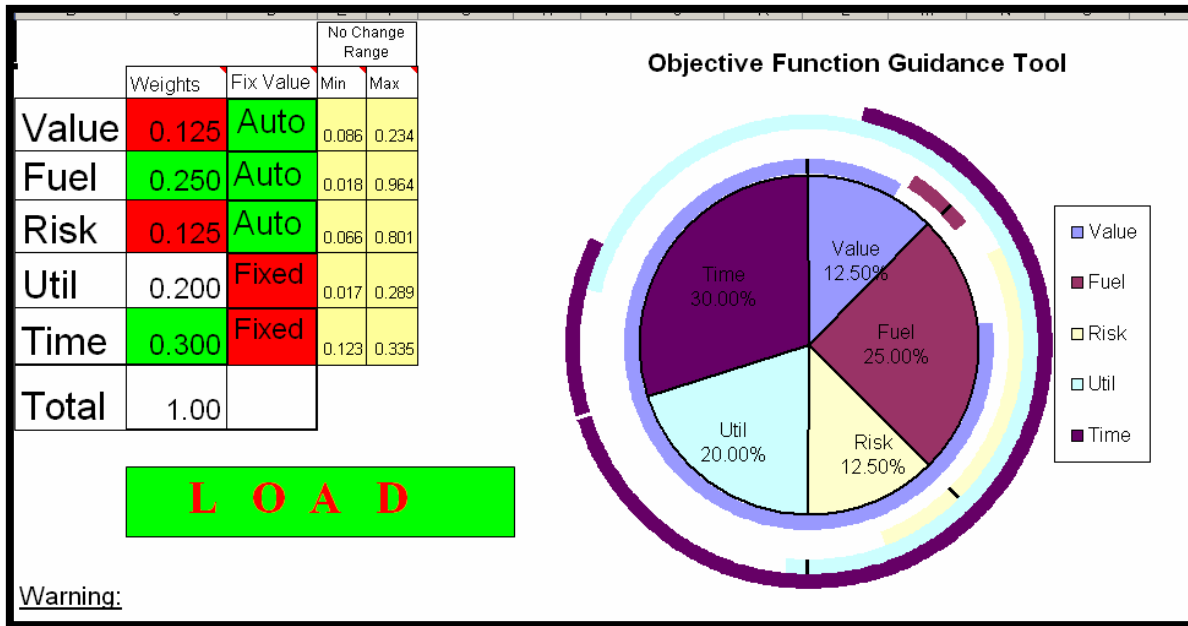 No Change
Range
Weights Fix Value Min Max
Value 0.125 Auto 0.086 0.234
Fuel 0.250 Auto 0.018 0.964
Risk 0.125 Auto 0.066 0.801
Util 0.200 Fixed 0.017 0.289
Time 0.300 Fixed 0.123 0.335
Total 1.00
L O A D
Warning:
Objective Function Guidance Tool
Value
12.50%
Time
30.00%
Fuel
25.00%
Util
20.00%
Risk
12.50%
Value
Fuel
Risk
Util
Time